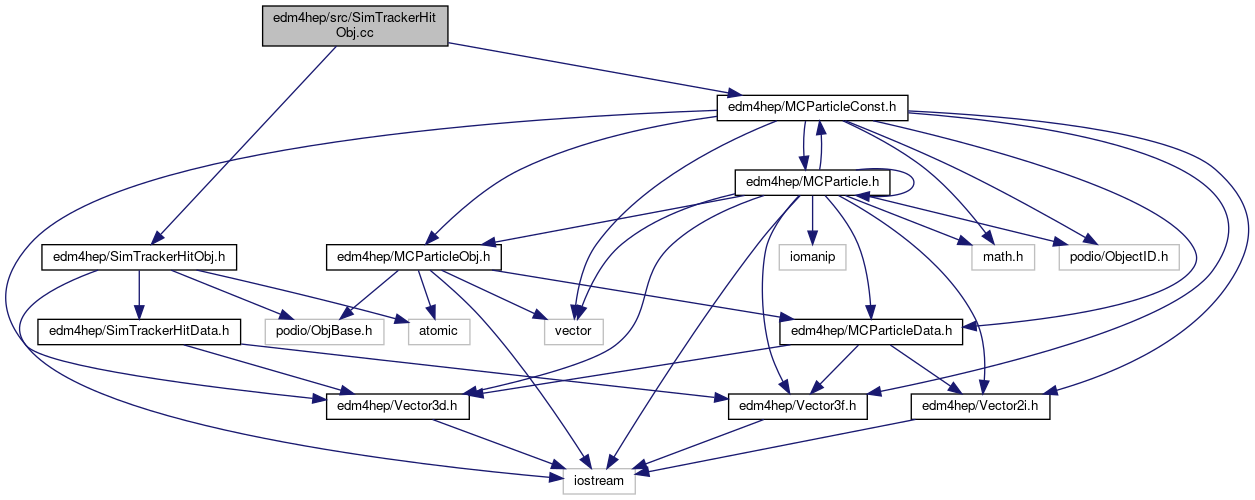 edm4hep/src/SimTrackerHit
Obj.cc
edm4hep/MCParticleConst.h
edm4hep/MCParticle.h
edm4hep/SimTrackerHitObj.h
edm4hep/MCParticleObj.h
iomanip
math.h
podio/ObjectID.h
edm4hep/SimTrackerHitData.h
podio/ObjBase.h
atomic
vector
edm4hep/MCParticleData.h
edm4hep/Vector3d.h
edm4hep/Vector3f.h
edm4hep/Vector2i.h
iostream